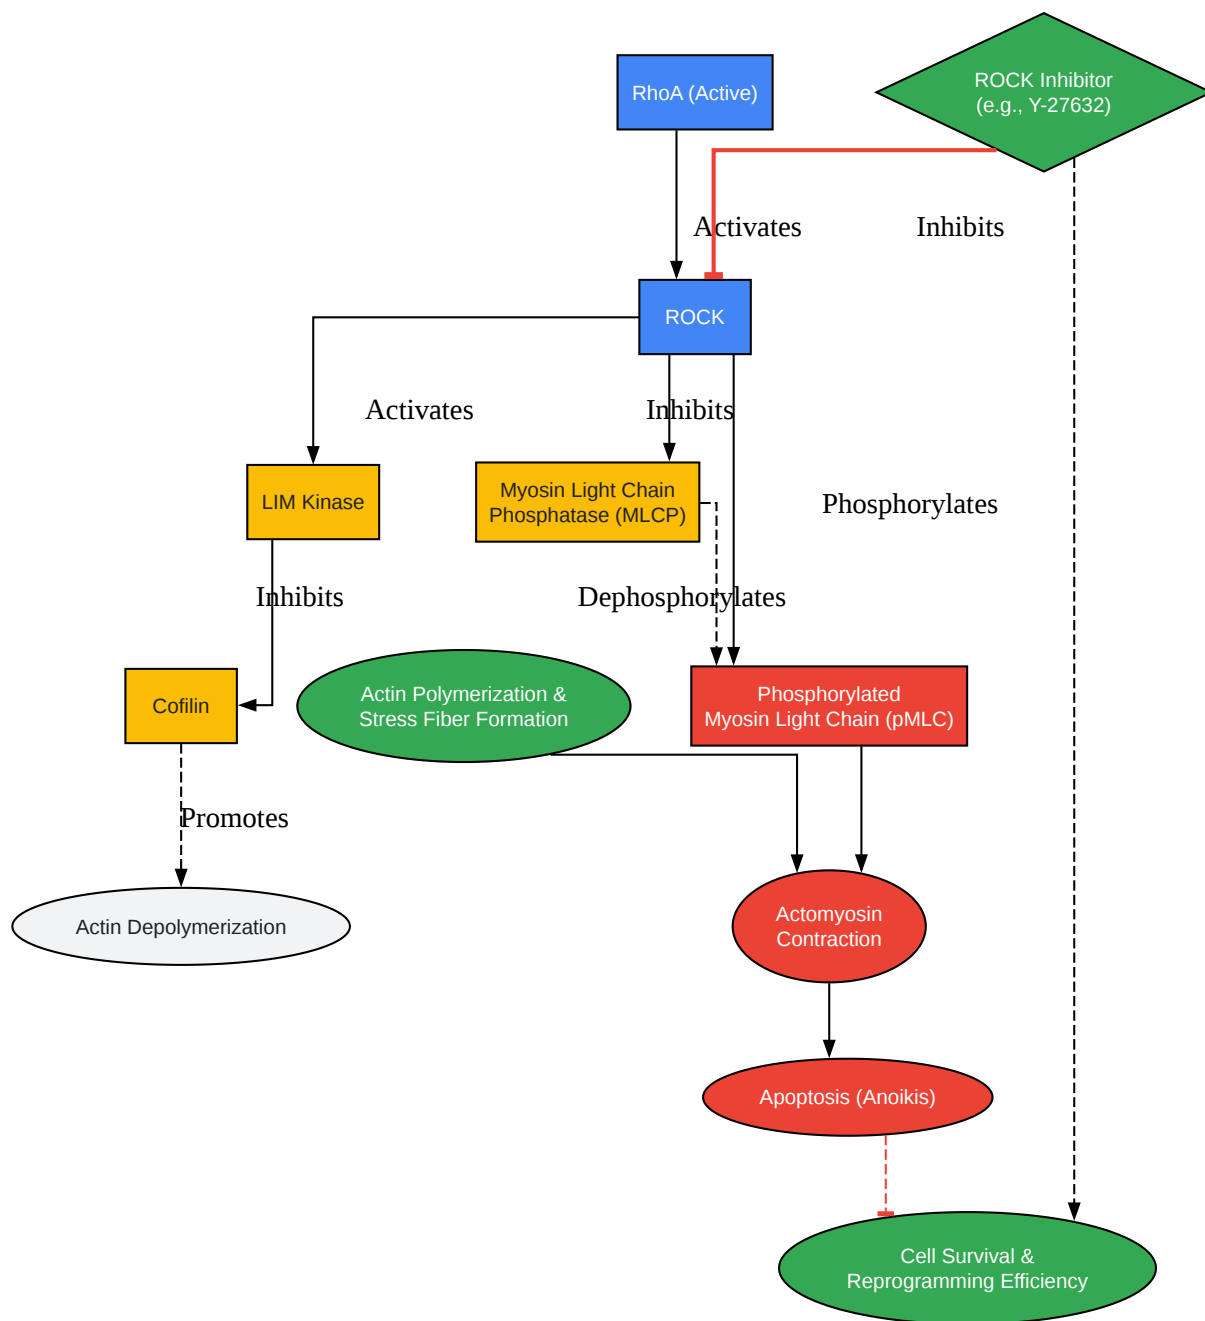 RhoA (Active)
ROCK Inhibitor
(e.g., Y-27632)
Activates
Inhibits
ROCK
Activates
Inhibits
LIM Kinase
Myosin Light Chain
Phosphatase (MLCP)
Phosphorylates
Inhibits
Dephosphorylates
Cofilin
Actin Polymerization &
Stress Fiber Formation
Phosphorylated
Myosin Light Chain (pMLC)
Promotes
Actin Depolymerization
Actomyosin
Contraction
Apoptosis (Anoikis)
Cell Survival &
Reprogramming Efficiency